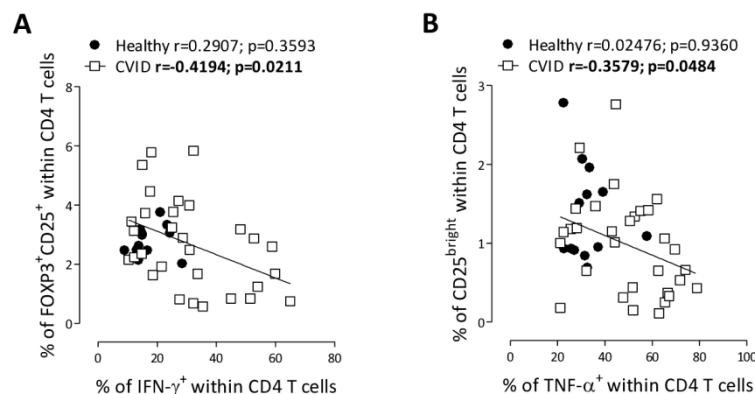 A
● Healthy r=0.2907; p=0.3593
□ CVID r=-0.4194; p=0.0211
% of FOXP3⁺CD25⁺ within CD4 T cells
8
6
4
2
0
0 20 40 60 80
% of IFN-γ⁺ within CD4 T cells
B
● Healthy r=0.02476; p=0.9360
□ CVID r=-0.3579; p=0.0484
% of CD25ᵇʳⁱᵍʰᵗ within CD4 T cells
3
2
1
0
0 20 40 60 80 100
% of TNF-α⁺ within CD4 T cells